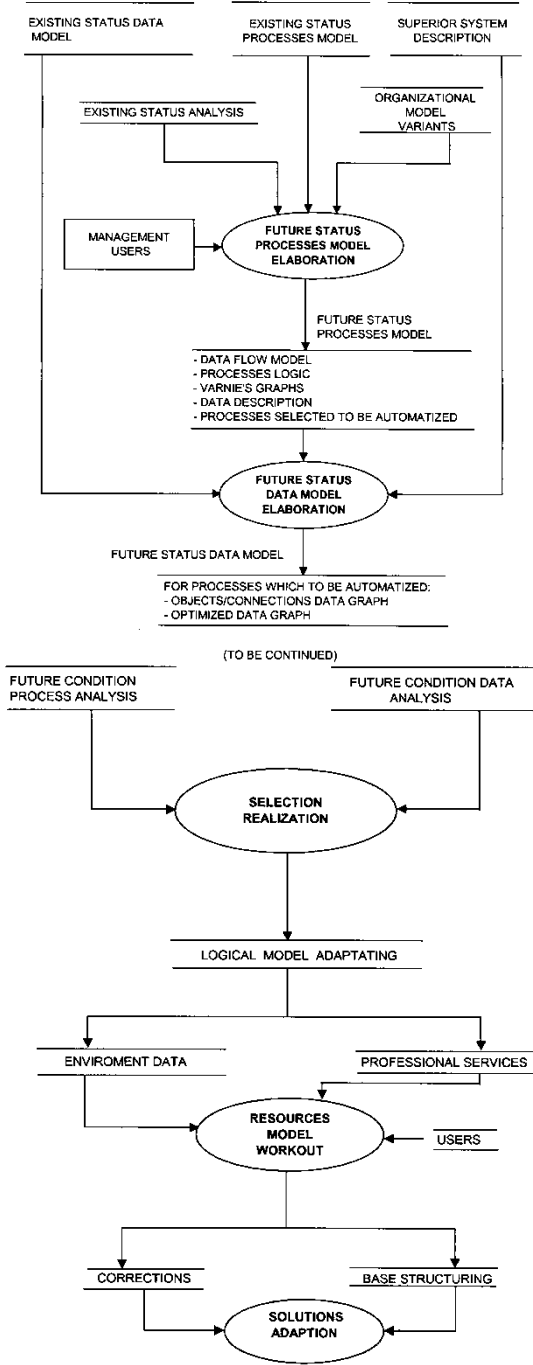 EXISTING STATUS DATA
MODEL
EXISTING STATUS
PROCESSES MODEL
SUPERIOR SYSTEM
DESCRIPTION
EXISTING STATUS ANALYSIS
ORGANIZATIONAL
MODEL
VARIANTS
MANAGEMENT
USERS
FUTURE STATUS
PROCESSES MODEL
ELABORATION
FUTURE STATUS
PROCESSES MODEL
- DATA FLOW MODEL
- PROCESSES LOGIC
- VARNIE'S GRAPHS
- DATA DESCRIPTION
- PROCESSES SELECTED TO BE AUTOMATIZED
FUTURE STATUS
DATA MODEL
ELABORATION
FUTURE STATUS DATA MODEL
FOR PROCESSES WHICH TO BE AUTOMATIZED:
- OBJECTS/CONNECTIONS DATA GRAPH
- OPTIMIZED DATA GRAPH
(TO BE CONTINUED)
FUTURE CONDITION
PROCESS ANALYSIS
FUTURE CONDITION DATA
ANALYSIS
SELECTION
REALIZATION
LOGICAL MODEL ADAPTATING
ENVIROMENT DATA
PROFESSIONAL SERVICES
RESOURCES
MODEL
WORKOUT
USERS
CORRECTIONS
BASE STRUCTURING
SOLUTIONS
ADAPTION